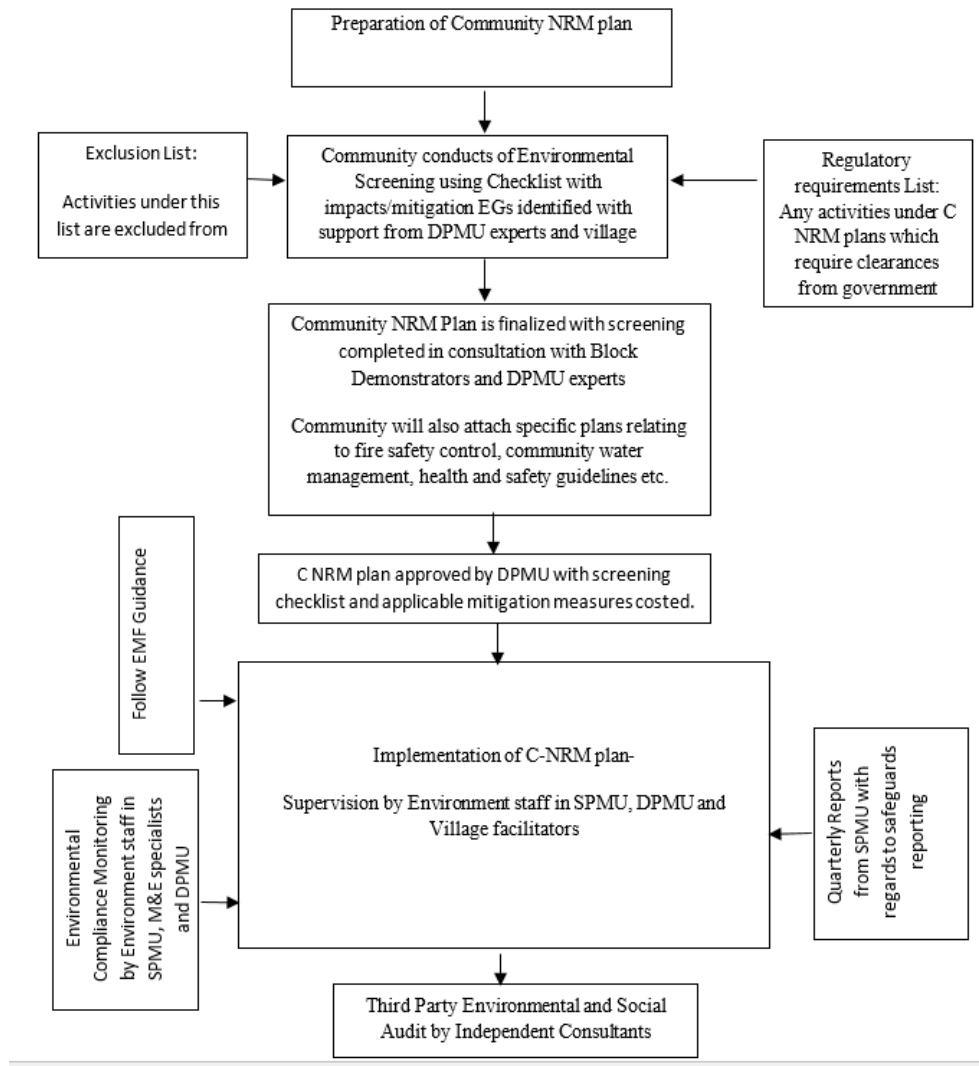 Preparation of Community NRM plan
Exclusion List:
Activities under this
list are excluded from
Community conducts of Environmental
Screening using Checklist with
impacts/mitigation EGs identified with
support from DPMU experts and village
Regulatory
requirements List:
Any activities under C
NRM plans which
require clearances
from government
Community NRM Plan is finalized with screening
completed in consultation with Block
Demonstrators and DPMU experts
Community will also attach specific plans relating
to fire safety control, community water
management, health and safety guidelines etc.
C NRM plan approved by DPMU with screening
checklist and applicable mitigation measures costed.
Follow EMF Guidance
Implementation of C-NRM plan-
Supervision by Environment staff in SPMU, DPMU and
Village facilitators
Environmental
Compliance Monitoring
by Environment staff in
SPMU, M&E specialists
and DPMU
Quarterly Reports
from SPMU with
regards to safeguards
reporting
Third Party Environmental and Social
Audit by Independent Consultants